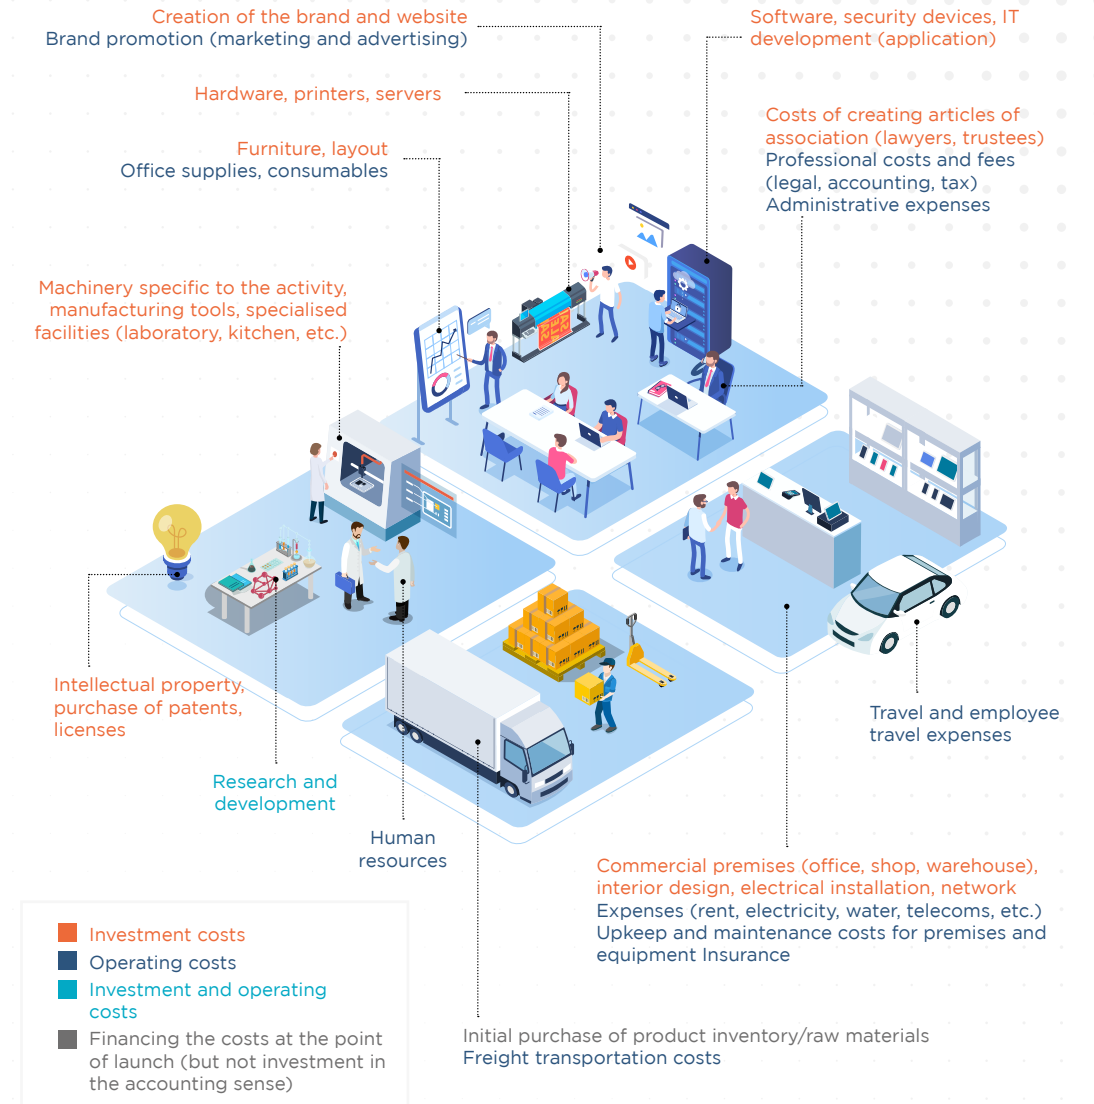 Creation of the brand and website
Brand promotion (marketing and advertising)
Software, security devices, IT
development (application)
Hardware, printers, servers
Costs of creating articles of
association (lawyers, trustees)
Professional costs and fees
(legal, accounting, tax)
Administrative expenses
Furniture, layout
Office supplies, consumables
Machinery specific to the activity,
manufacturing tools, specialised
facilities (laboratory, kitchen, etc.)
Intellectual property,
purchase of patents,
licenses
Travel and employee
travel expenses
Research and
development
Human
resources
Commercial premises (office, shop, warehouse),
interior design, electrical installation, network
Expenses (rent, electricity, water, telecoms, etc.)
Upkeep and maintenance costs for premises and
equipment Insurance
Investment costs
Operating costs
Investment and operating
costs
Financing the costs at the point
of launch (but not investment in
the accounting sense)
Initial purchase of product inventory/raw materials
Freight transportation costs